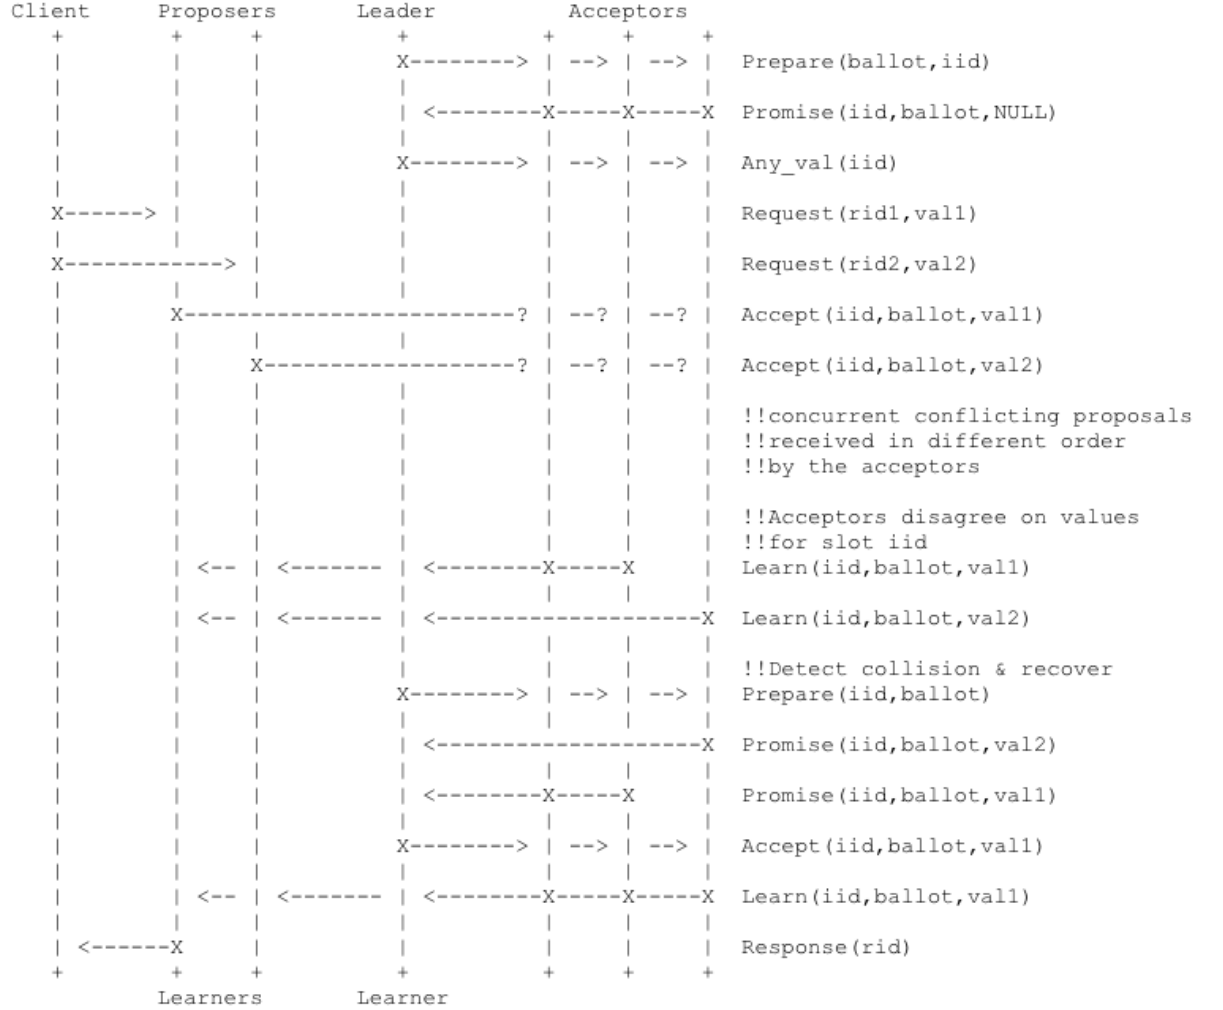 Client Proposers Leader Acceptors
+ + + + + + +
| | | X--------> | --> | --> | Prepare(ballot,iid)
| | | | | | |
| | | | <--------X-----X-----X Promise(iid,ballot,NULL)
| | | | | | |
| | | X--------> | --> | --> | Any_val(iid)
| | | | | | |
X------> | | | | | | Request(rid1,val1)
| | | | | | |
X------------> | | | | | Request(rid2,val2)
| | | | | | |
| X-------------------------? | --? | --? | Accept(iid,ballot,val1)
| | | | | | |
| | X-------------------? | --? | --? | Accept(iid,ballot,val2)
| | | | | | |
| | | | | | | !!concurrent conflicting proposals
| | | | | | | !!received in different order
| | | | | | | !!by the acceptors
| | | | | | |
| | | | | | | !!Acceptors disagree on values
| | | | | | | !!for slot iid
| | <-- | <------- | <--------X-----X | Learn(iid,ballot,val1)
| | | | | | |
| | <-- | <------- | <--------------------X Learn(iid,ballot,val2)
| | | | | | |
| | | | | | | !!Detect collision & recover
| | | X--------> | --> | --> | Prepare(iid,ballot)
| | | | | | |
| | | | <--------------------X Promise(iid,ballot,val2)
| | | | | | |
| | | | <--------X-----X | Promise(iid,ballot,val1)
| | | | | | |
| | | X--------> | --> | --> | Accept(iid,ballot,val1)
| | | | | | |
| | <-- | <------- | <--------X-----X-----X Learn(iid,ballot,val1)
| | | | | | |
| <------X | | | | | Response(rid)
+ + + + + + +
Learners Learner